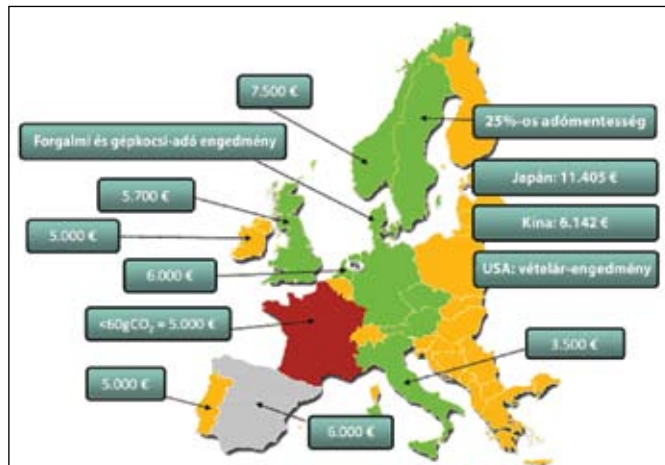 7.500 €
25%-os adómentesség
Forgalmi és gépkocsi-adó engedmény
Japán: 11.405 €
5.700 €
Kína: 6.142 €
5.000 €
6.000 €
USA: vételár-engedmény
<60gCO₂ = 5.000 €
3.500 €
5.000 €
6.000 €